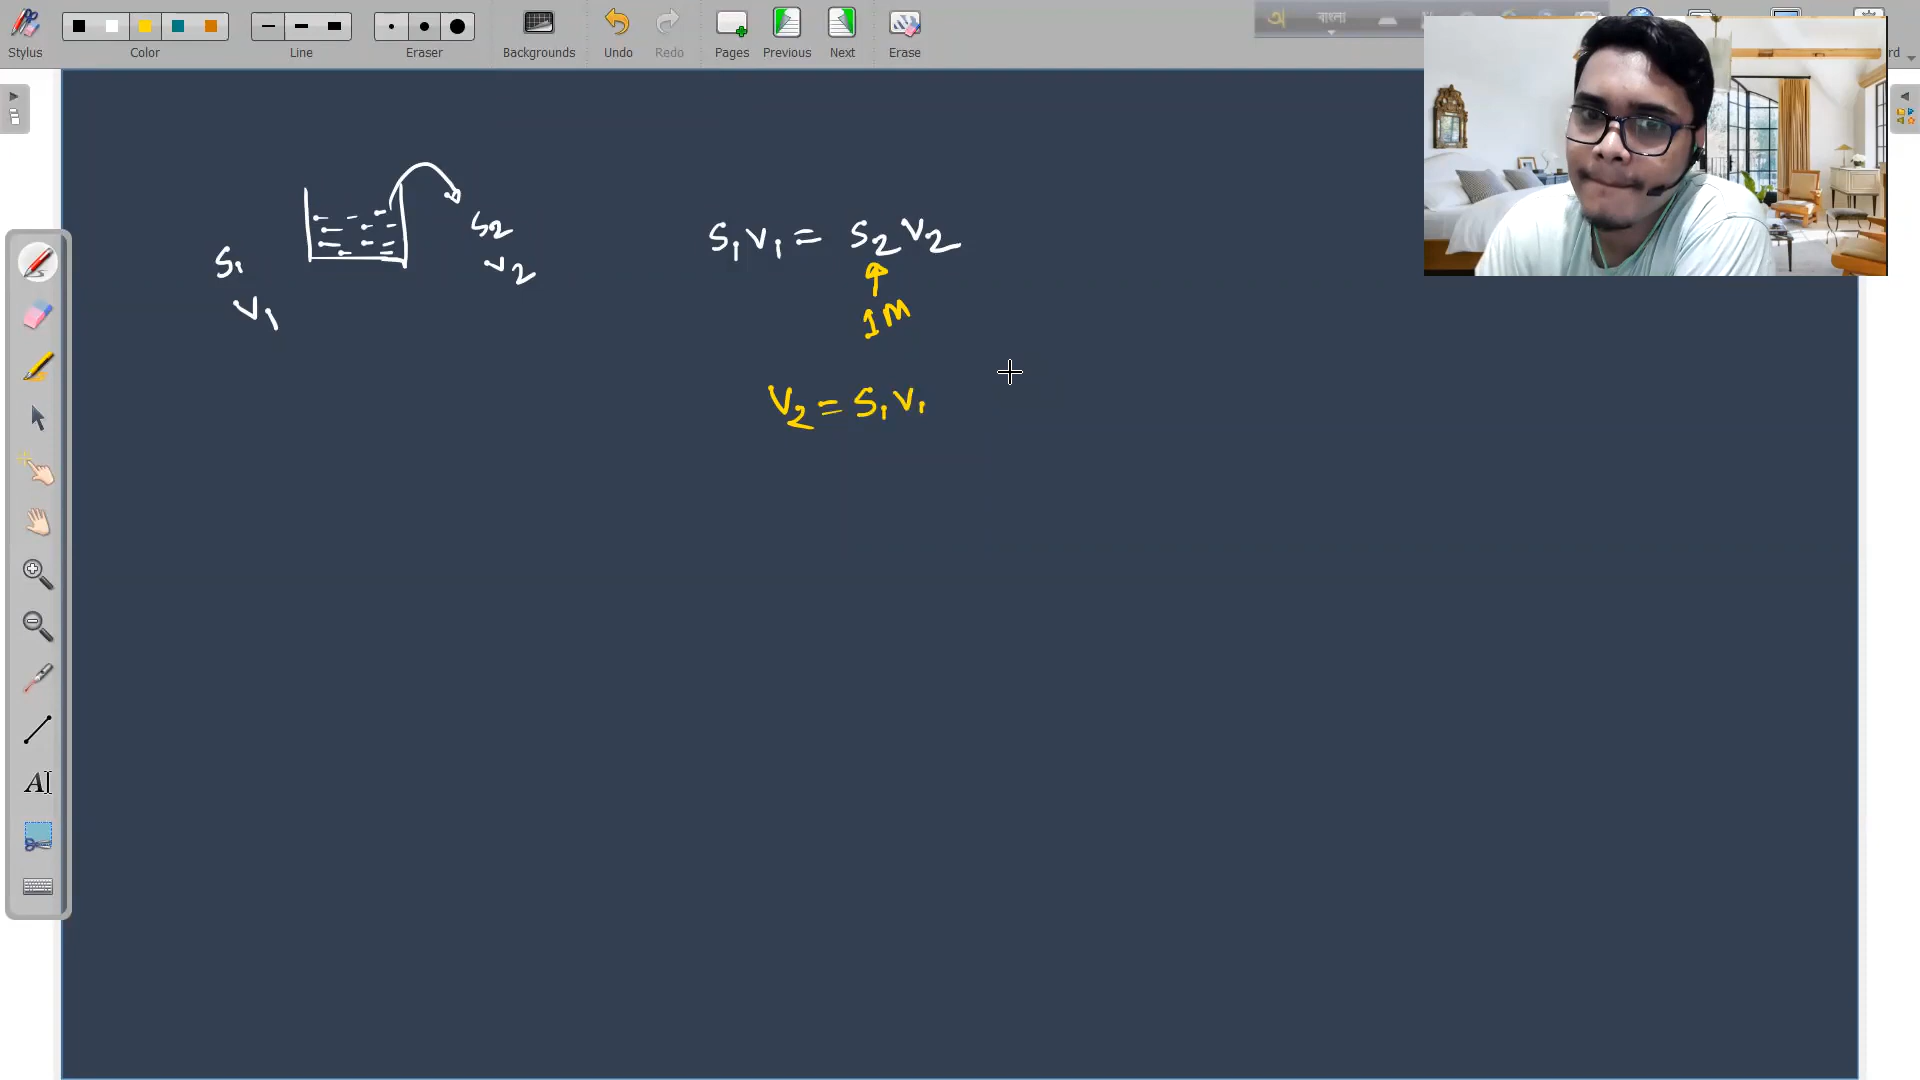 বাংলা
rd
Stylus Color Line Eraser Backgrounds Undo Redo Pages Previous Next Erase
S₁
V₁
S₂
V₂
S₁V₁ = S₂V₂
1M
V₂ = S₁V₁
A